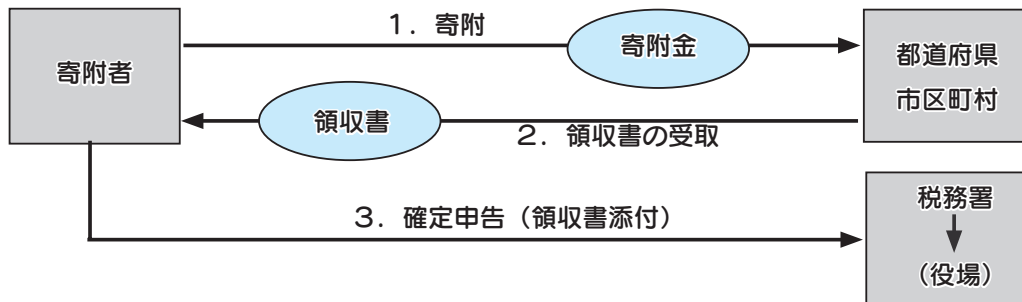 1．寄附
寄附金
寄附者
都道府県
市区町村
領収書
2．領収書の受取
3．確定申告（領収書添付）
税務署
（役場）